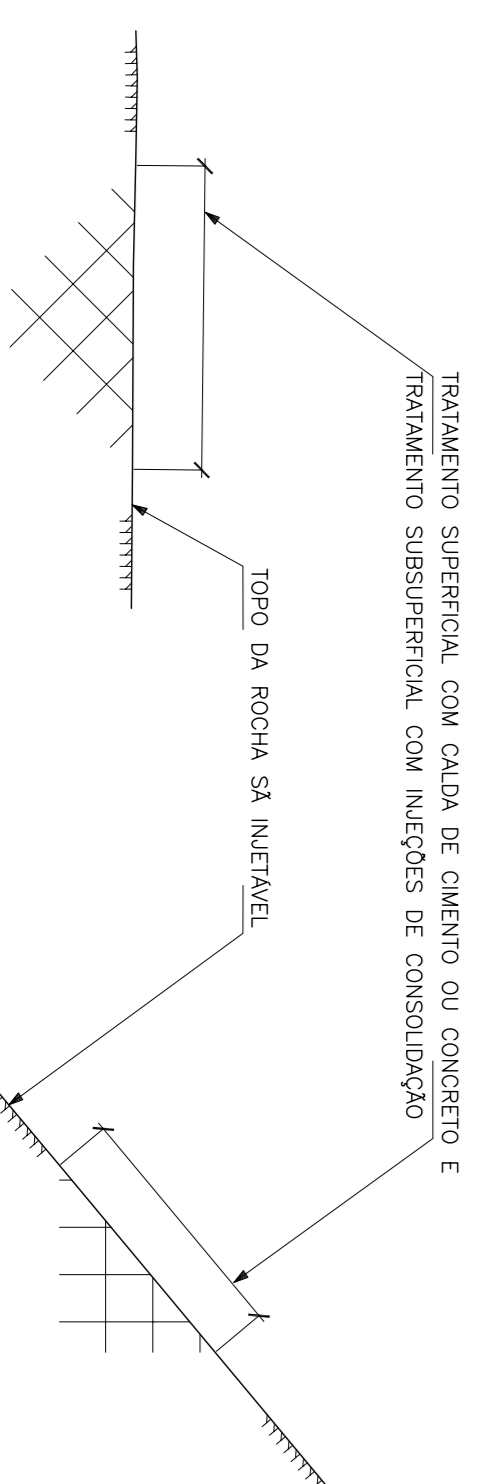 TRATAMENTO SUPERFICIAL COM CALDA DE CIMENTO OU CONCRETO E
TRATAMENTO SUBSUPERFICIAL COM INJEÇÕES DE CONSOLIDAÇÃO
TOPO DA ROCHA SÃ INJETÁVEL